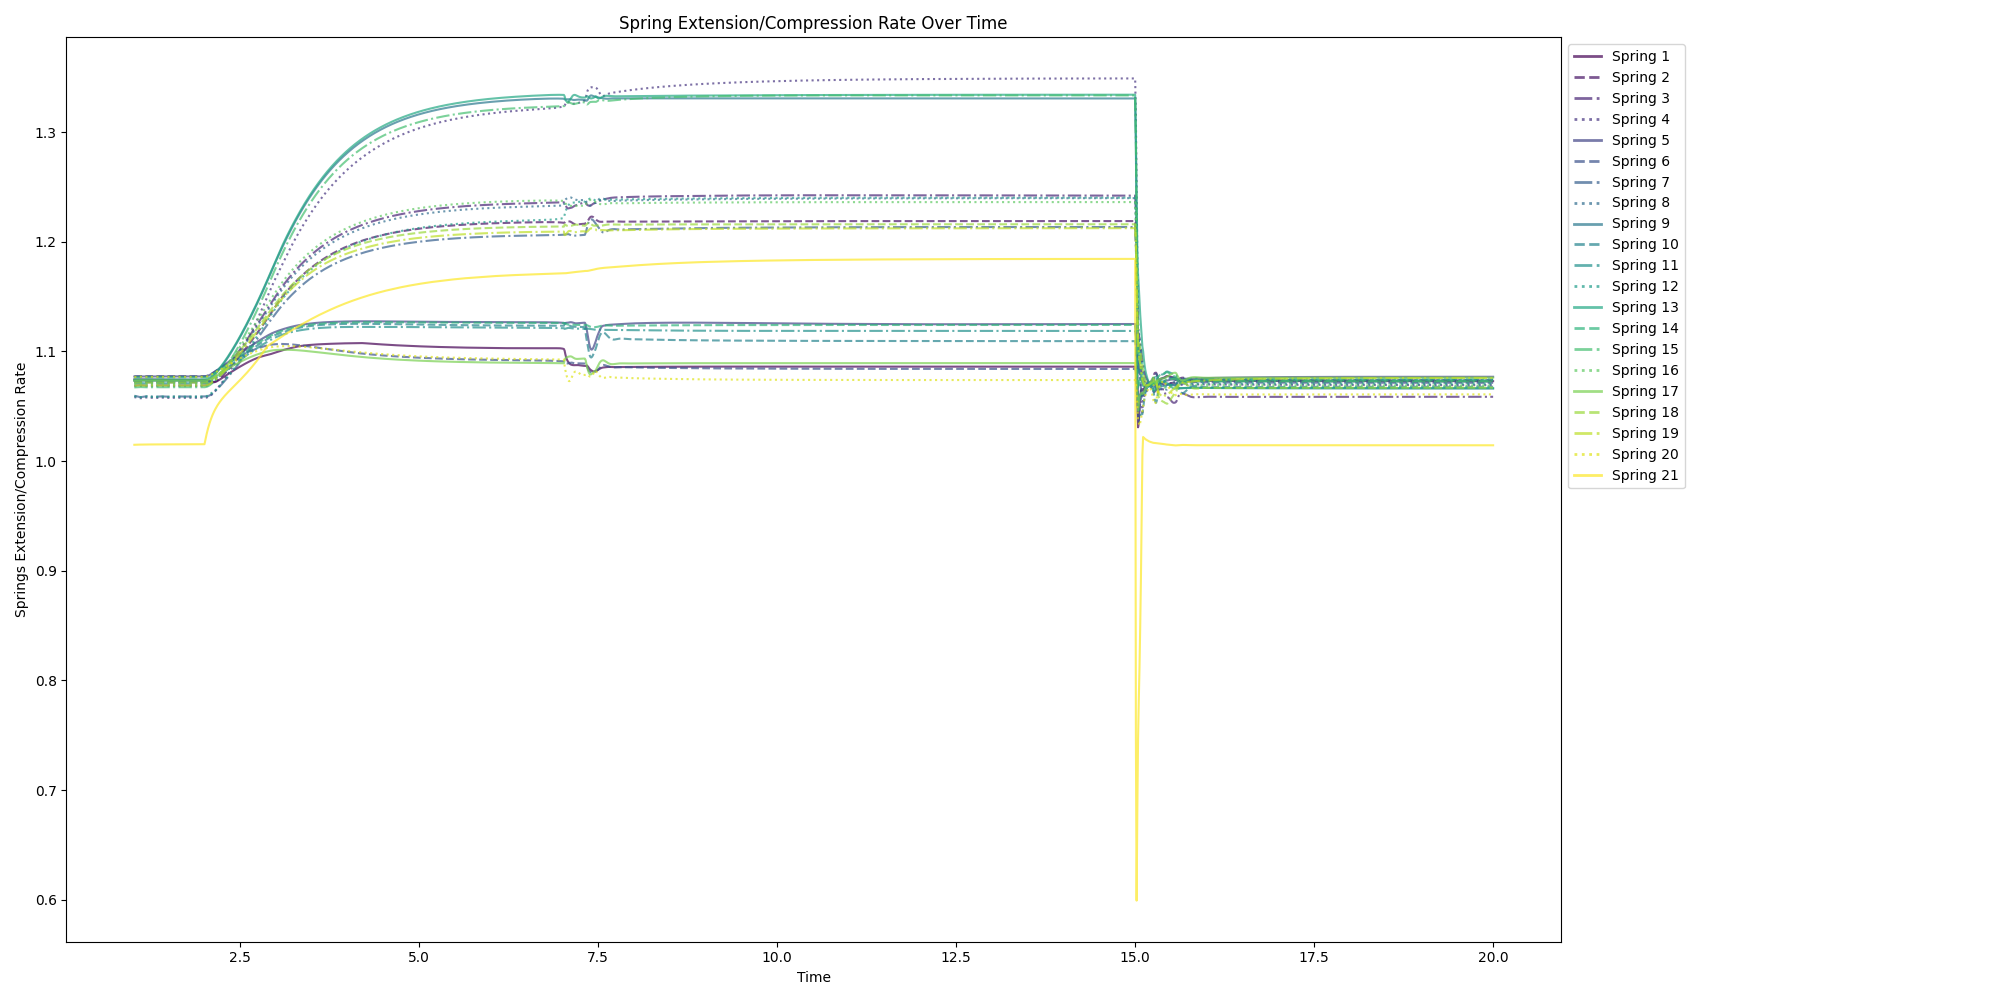 Spring Extension/Compression Rate Over Time
Springs Extension/Compression Rate
1.3
1.2
1.1
1.0
0.9
0.8
0.7
0.6
2.5
5.0
7.5
10.0
12.5
15.0
17.5
20.0
Time
Spring 1
Spring 2
Spring 3
Spring 4
Spring 5
Spring 6
Spring 7
Spring 8
Spring 9
Spring 10
Spring 11
Spring 12
Spring 13
Spring 14
Spring 15
Spring 16
Spring 17
Spring 18
Spring 19
Spring 20
Spring 21